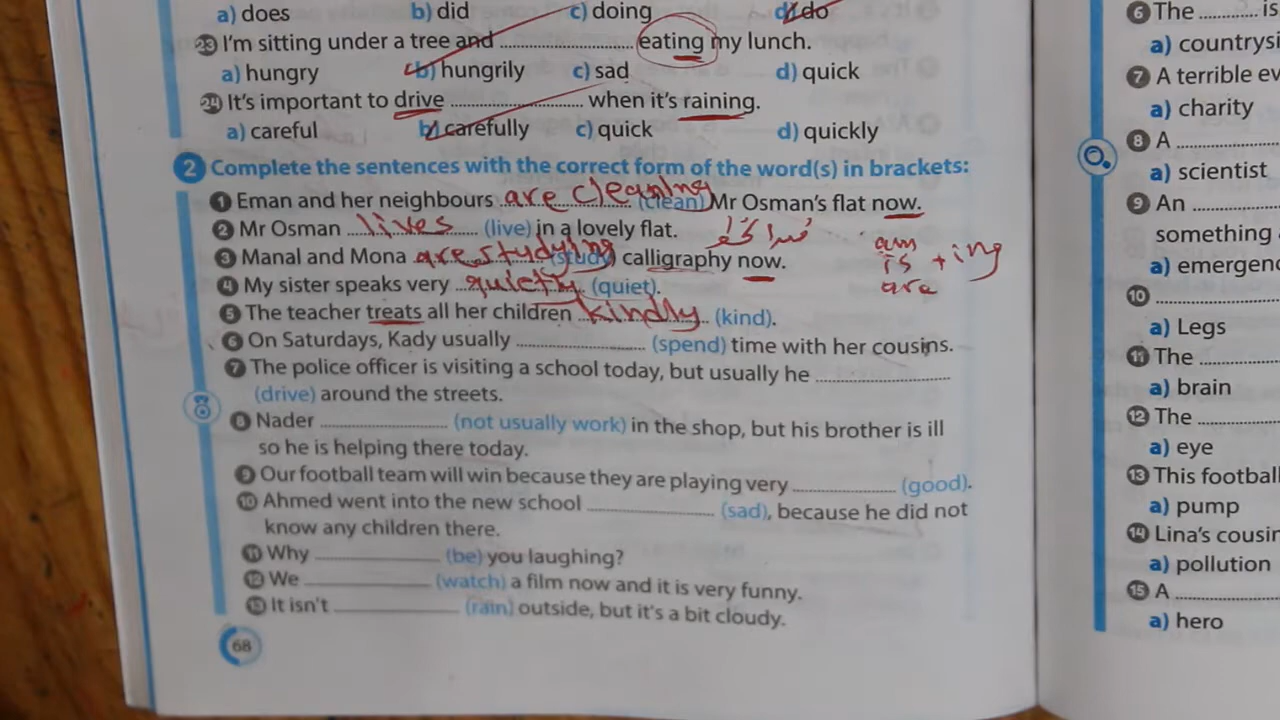 a) does b) did c) doing d) do
23 I'm sitting under a tree and .............................. eating my lunch.
a) hungry b) hungrily c) sad d) quick
24 It's important to drive .............................. when it's raining.
a) careful b) carefully c) quick d) quickly
2 Complete the sentences with the correct form of the word(s) in brackets:
1 Eman and her neighbours are cleaning (clean) Mr Osman's flat now.
2 Mr Osman lives (live) in a lovely flat.
3 Manal and Mona are studying (study) calligraphy now.
am
is + ing
are
4 My sister speaks very quietly (quiet).
5 The teacher treats all her children kindly (kind).
6 On Saturdays, Kady usually .............................. (spend) time with her cousins.
7 The police officer is visiting a school today, but usually he ..............................
(drive) around the streets.
8 Nader .............................. (not usually work) in the shop, but his brother is ill
so he is helping there today.
9 Our football team will win because they are playing very .............................. (good).
10 Ahmed went into the new school .............................. (sad), because he did not
know any children there.
11 Why .............................. (be) you laughing?
12 We .............................. (watch) a film now and it is very funny.
13 It isn't .............................. (rain) outside, but it's a bit cloudy.
68
6 The .............. is
a) countrysi
7 A terrible ev
a) charity
8 A ..............
a) scientist
9 An ..............
something a
a) emergenc
10 ..............
a) Legs
11 The ..............
a) brain
12 The ..............
a) eye
13 This football
a) pump
14 Lina's cousin
a) pollution
15 A ..............
a) hero